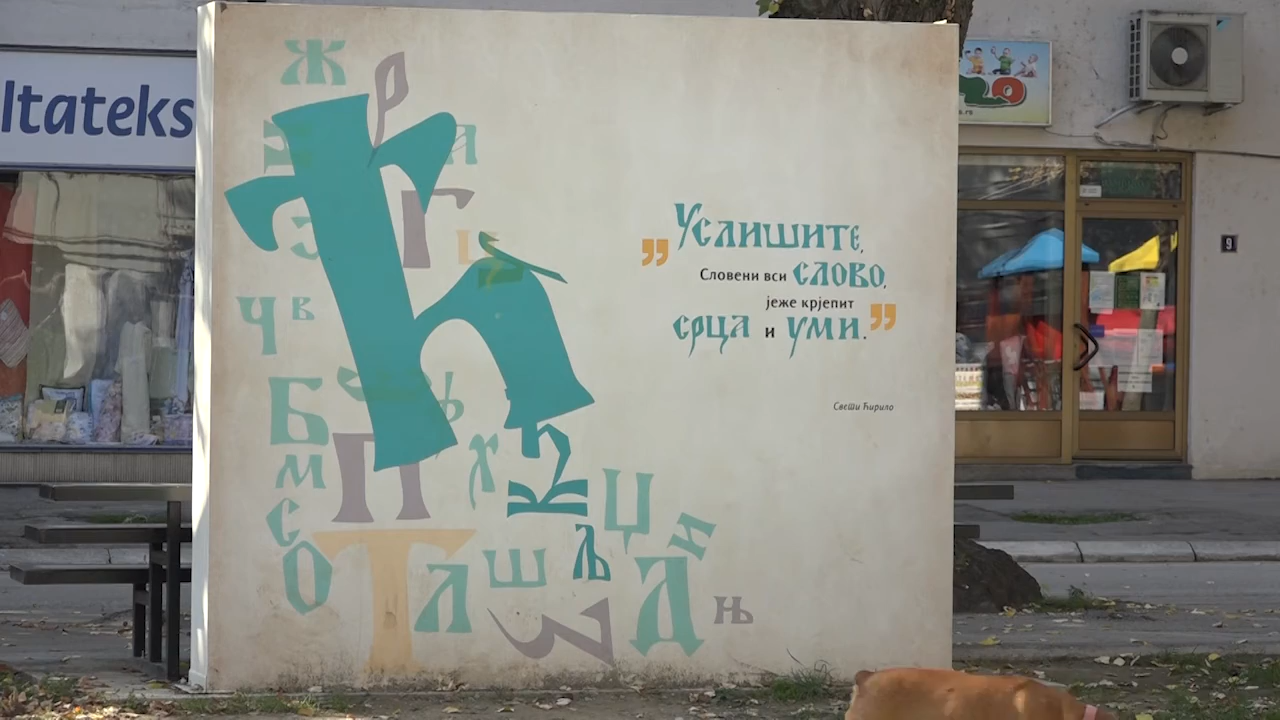 ltateks
Ж
Р
А
Г
Ц
Ћ
Ч
В
Б
П
Х
М
С
О
Т
Л
Ш
Љ
Џ
И
Д
З
Њ
„Услишите,
Словени вси слово,
јеже крјепит
срца и уми.”
Свети Ћирило
9